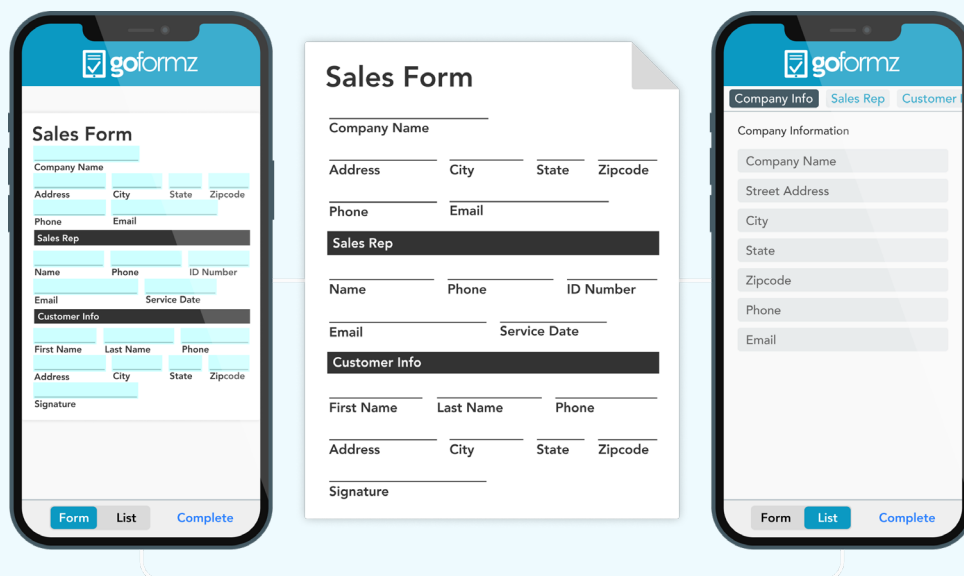 goformz
Sales Form
Company Name
Address City State Zipcode
Phone Email
Sales Rep
Name Phone ID Number
Email Service Date
Customer Info
First Name Last Name Phone
Address City State Zipcode
Signature
Form List Complete
Sales Form
Company Name
Address City State Zipcode
Phone Email
Sales Rep
Name Phone ID Number
Email Service Date
Customer Info
First Name Last Name Phone
Address City State Zipcode
Signature
goformz
Company Info Sales Rep Customer
Company Information
Company Name
Street Address
City
State
Zipcode
Phone
Email
Form List Complete